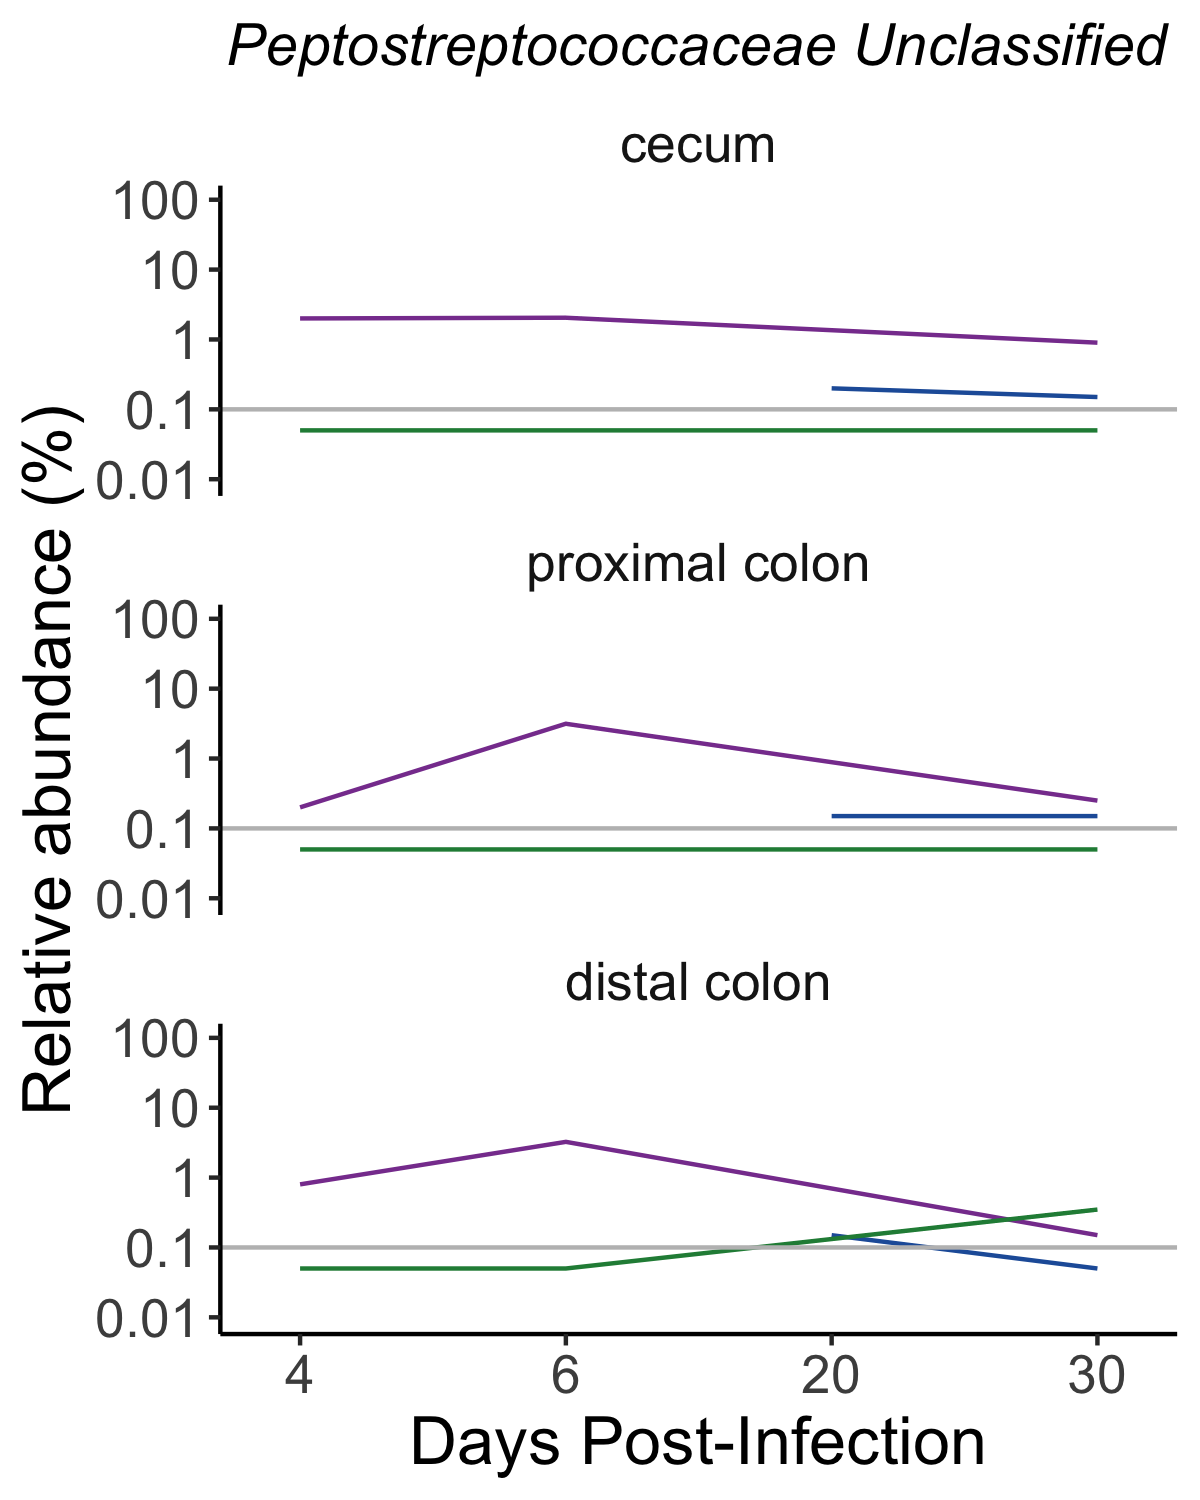 Peptostreptococcaceae Unclassified
cecum
100
10
1
0.1
0.01
proximal colon
100
10
1
0.1
0.01
distal colon
100
10
1
0.1
0.01
Relative abundance (%)
4 6 20 30
Days Post-Infection